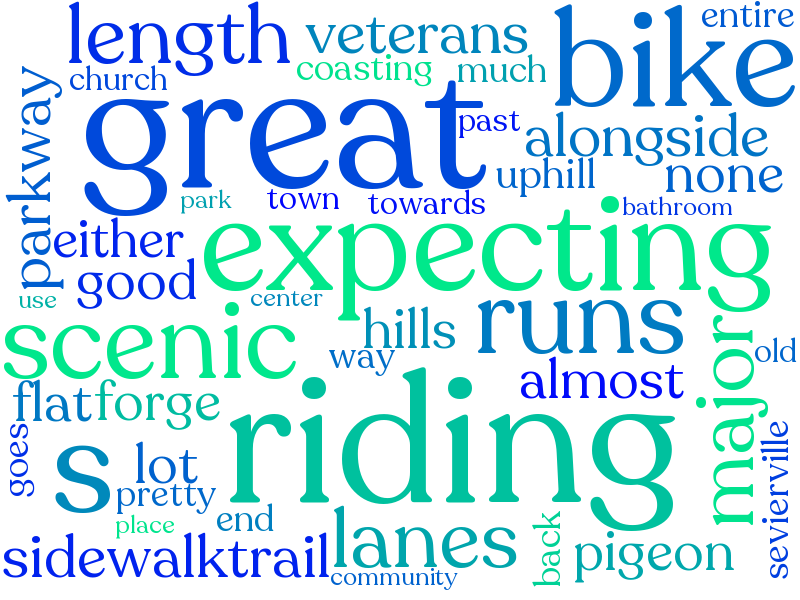 length
veterans
entire
bike
coasting
much
church
great
past
alongside
parkway
uphill
none
park
town
towards
bathroom
either
expecting
good
use
center
scenic
hills
runs
major
way
old
almost
flat
forge
riding
goes
s
lot
sevierville
pretty
end
lanes
place
back
sidewalktrail
pigeon
community